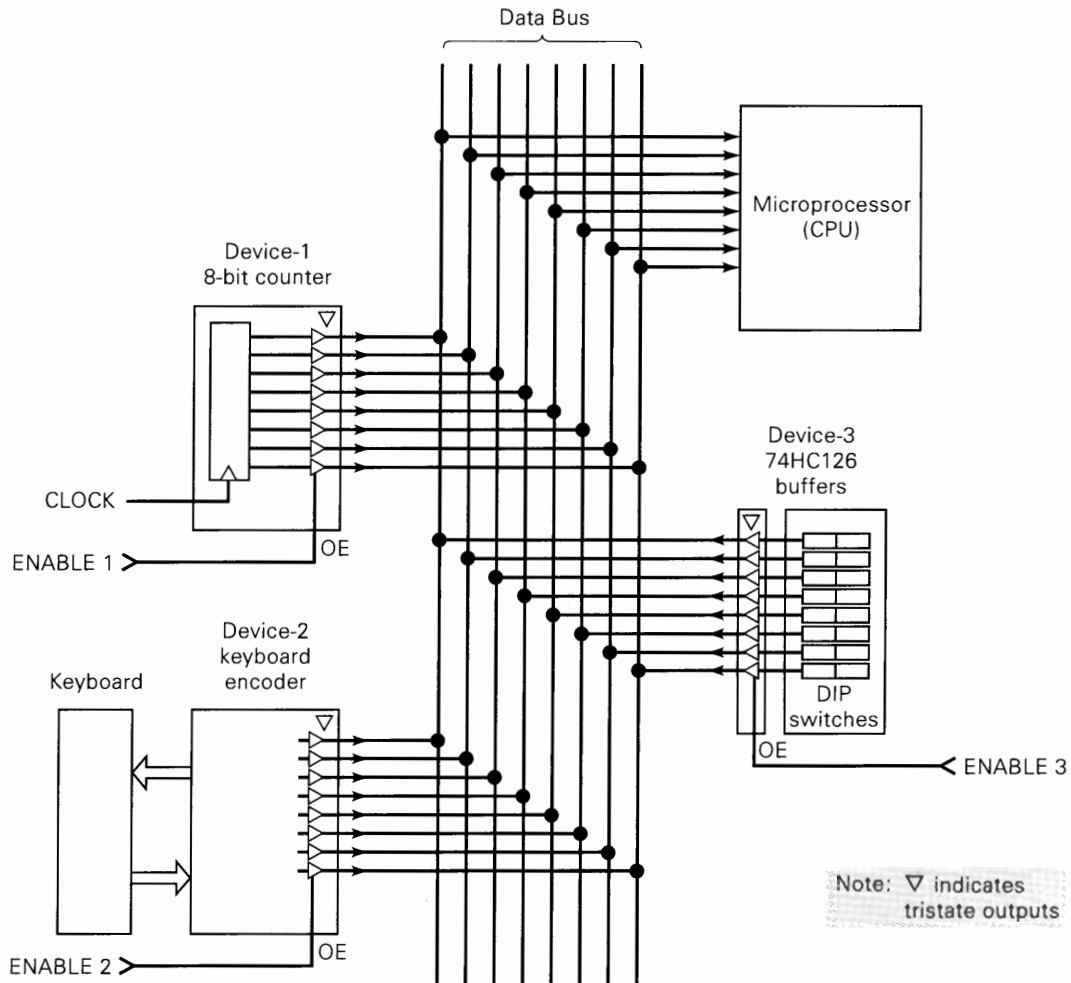 Data Bus
Microprocessor
(CPU)
Device-1
8-bit counter
CLOCK
OE
ENABLE 1
Device-3
74HC126
buffers
DIP
switches
OE
ENABLE 3
Device-2
keyboard
encoder
Keyboard
OE
ENABLE 2
Note: ▽ indicates
tristate outputs